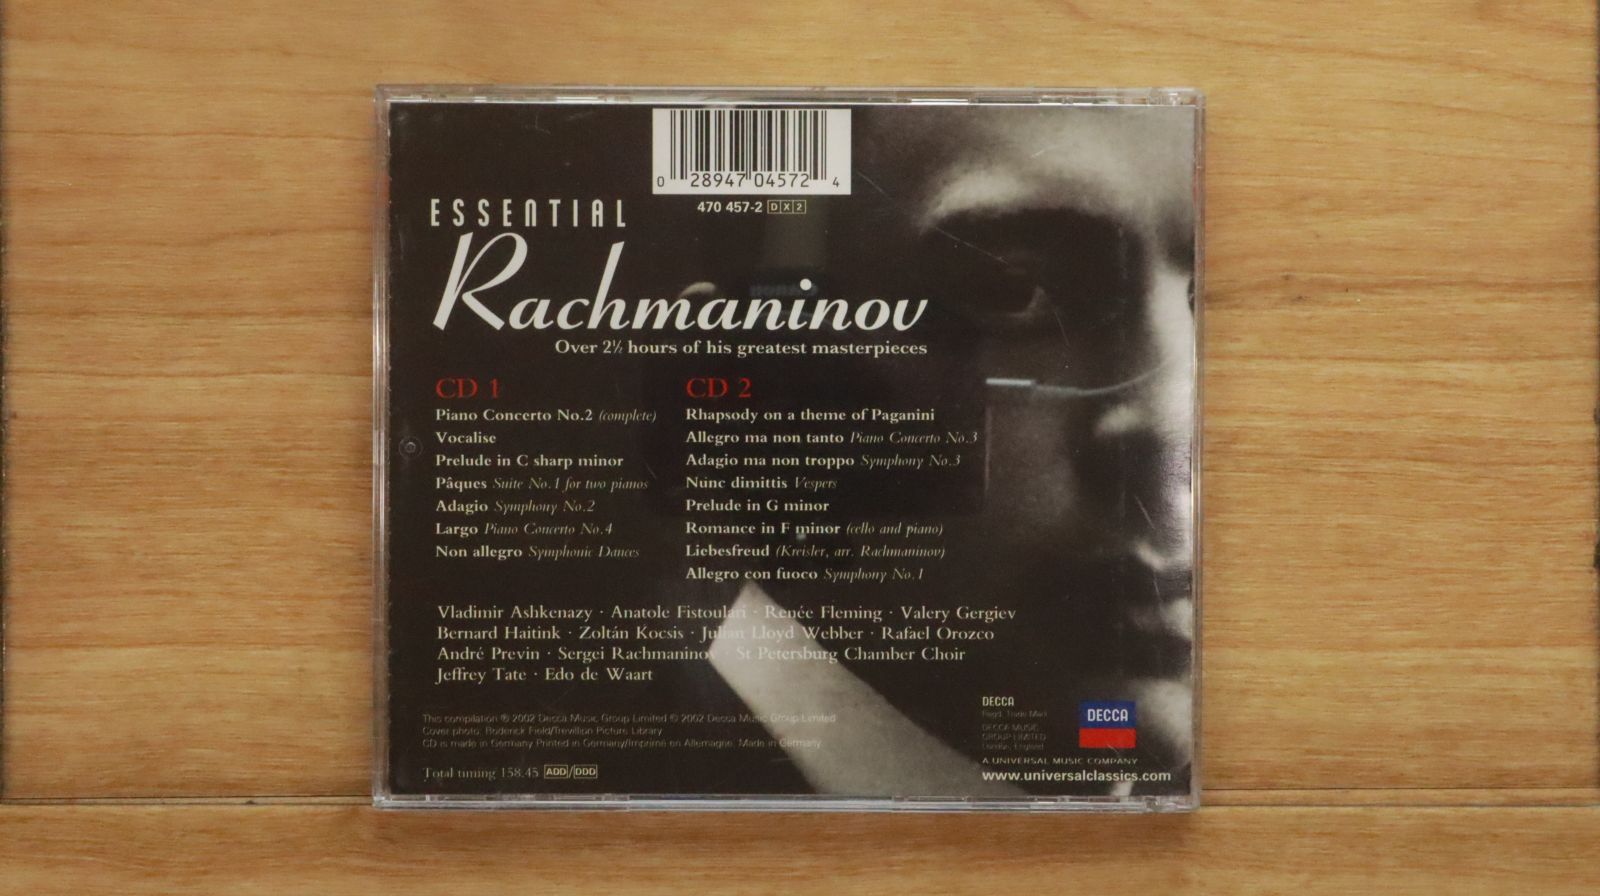 0 28947 04572 4
470 457-2 DX2
ESSENTIAL
Rachmaninov
Over 2½ hours of his greatest masterpieces
CD 1
Piano Concerto No.2 (complete)
Vocalise
Prelude in C sharp minor
Pâques Suite No.1 for two pianos
Adagio Symphony No.2
Largo Piano Concerto No.4
Non allegro Symphonic Dances
CD 2
Rhapsody on a theme of Paganini
Allegro ma non tanto Piano Concerto No.3
Adagio ma non troppo Symphony No.3
Nunc dimittis Vespers
Prelude in G minor
Romance in F minor (cello and piano)
Liebesfreud (Kreisler, arr. Rachmaninov)
Allegro con fuoco Symphony No.1
Vladimir Ashkenazy · Anatole Fistoulari · Renée Fleming · Valery Gergiev
Bernard Haitink · Zoltán Kocsis · Julian Lloyd Webber · Rafael Orozco
André Previn · Sergei Rachmaninov · St Petersburg Chamber Choir
Jeffrey Tate · Edo de Waart
This compilation ℗ 2002 Decca Music Group Limited © 2002 Decca Music Group Limited
Cover photo: Roderick Field/Trevillion Picture Library
CD is made in Germany Printed in Germany/Imprimé en Allemagne. Made in Germany.
Total timing 158.45 ADD/DDD
DECCA
Regd. Trade Mark
DECCA MUSIC
GROUP LIMITED
London, England
DECCA
A UNIVERSAL MUSIC COMPANY
www.universalclassics.com